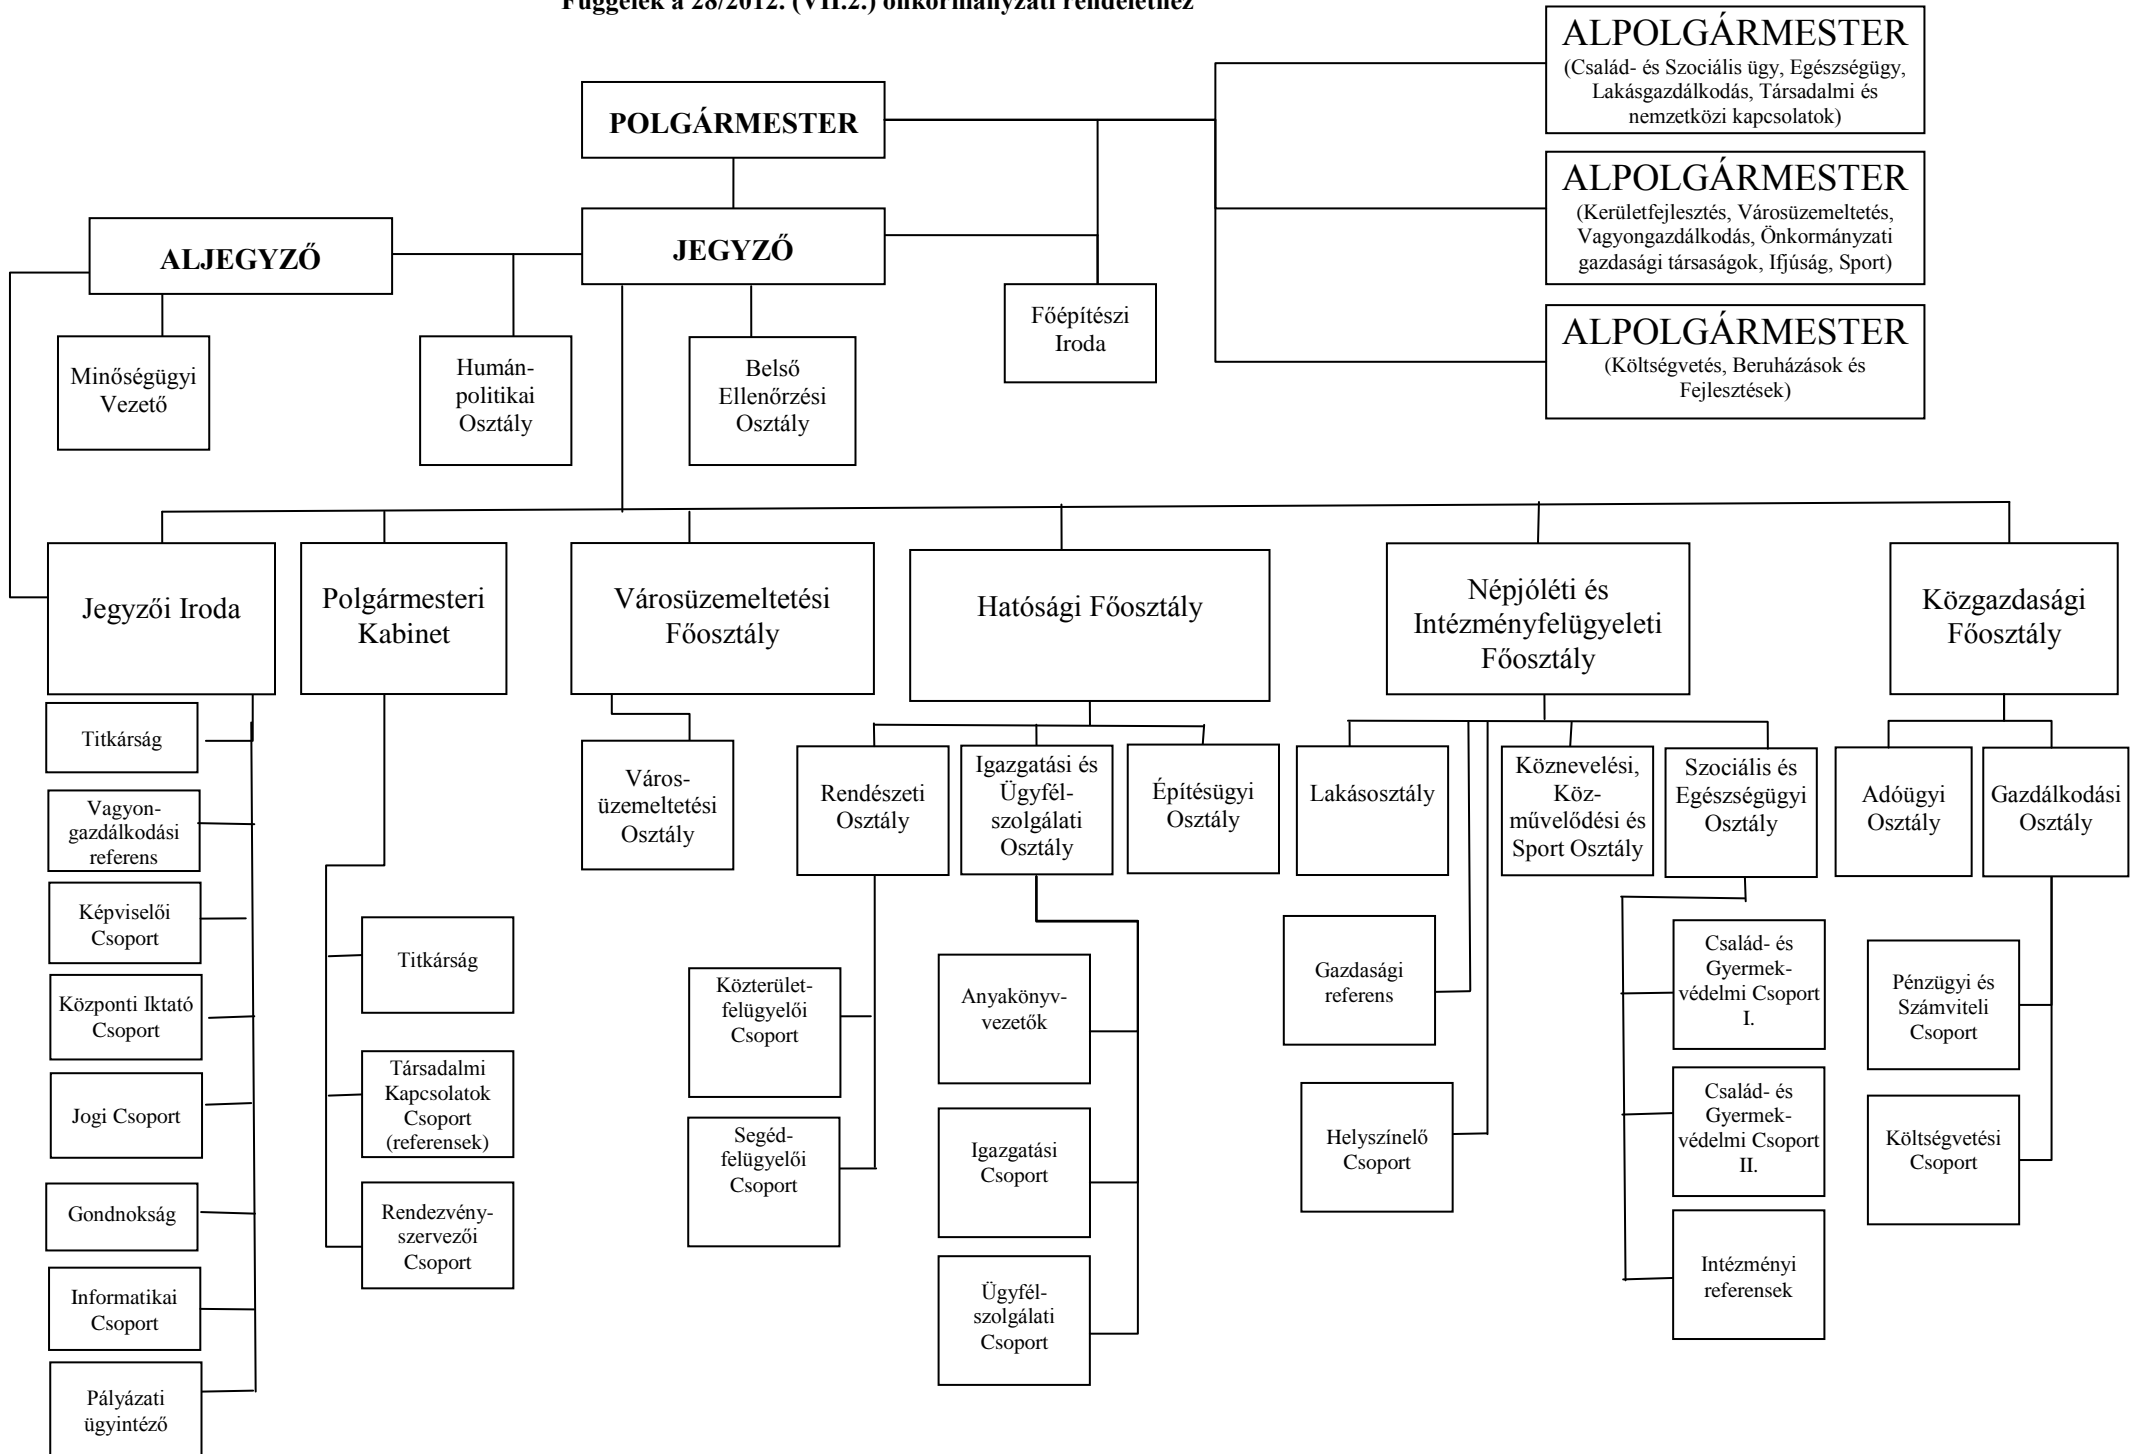 Függelék a 28/2012. (VII.2.) önkormányzati rendelethez
ALPOLGÁRMESTER
(Család- és Szociális ügy, Egészségügy,
Lakásgazdálkodás, Társadalmi és
nemzetközi kapcsolatok)
POLGÁRMESTER
ALPOLGÁRMESTER
(Kerületfejlesztés, Városüzemeltetés,
Vagyongazdálkodás, Önkormányzati
gazdasági társaságok, Ifjúság, Sport)
ALJEGYZŐ
JEGYZŐ
Főépítészi
Iroda
ALPOLGÁRMESTER
(Költségvetés, Beruházások és
Fejlesztések)
Minőségügyi
Vezető
Humán-
politikai
Osztály
Belső
Ellenőrzési
Osztály
Jegyzői Iroda
Polgármesteri
Kabinet
Városüzemeltetési
Főosztály
Hatósági Főosztály
Népjóléti és
Intézményfelügyeleti
Főosztály
Közgazdasági
Főosztály
Titkárság
Vagyon-
gazdálkodási
referens
Képviselői
Csoport
Központi Iktató
Csoport
Jogi Csoport
Gondnokság
Informatikai
Csoport
Pályázati
ügyintéző
Titkárság
Társadalmi
Kapcsolatok
Csoport
(referensek)
Rendezvény-
szervezői
Csoport
Város-
üzemeltetési
Osztály
Rendészeti
Osztály
Igazgatási és
Ügyfél-
szolgálati
Osztály
Építésügyi
Osztály
Közterület-
felügyelői
Csoport
Segéd-
felügyelői
Csoport
Anyakönyv-
vezetők
Igazgatási
Csoport
Ügyfél-
szolgálati
Csoport
Lakásosztály
Köznevelési,
Köz-
művelődési és
Sport Osztály
Szociális és
Egészségügyi
Osztály
Gazdasági
referens
Helyszínelő
Csoport
Család- és
Gyermek-
védelmi Csoport
I.
Család- és
Gyermek-
védelmi Csoport
II.
Intézményi
referensek
Adóügyi
Osztály
Gazdálkodási
Osztály
Pénzügyi és
Számviteli
Csoport
Költségvetési
Csoport